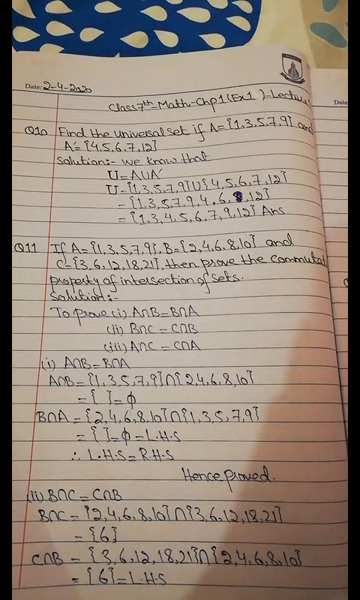 Date: 2-4-2020
Class 7th-Math-Chp1(Ex1 )-Lecture
Q10 Find the universal set if A={1,3,5,7,9} and
A'={4,5,6,7,12}
Solution:- we know that
U=AUA'
U={1,3,5,7,9}U{4,5,6,7,12}
={1,3,5,7,9,4,6,12}
={1,3,4,5,6,7,9,12} Ans
Q11 If A={1,3,5,7,9}, B={2,4,6,8,10} and
C={3,6,12,18,21}, then prove the commutat
property of intersection of sets.
Solution:-
To prove (i) A∩B=B∩A
(ii) B∩C=C∩B
(iii) A∩C=C∩A
(i) A∩B=B∩A
A∩B={1,3,5,7,9}∩{2,4,6,8,10}
={ }=ϕ
B∩A={2,4,6,8,10}∩{1,3,5,7,9}
={ }=ϕ=L.H.S
∴ L.H.S=R.H.S
Hence proved.
(ii) B∩C=C∩B
B∩C={2,4,6,8,10}∩{3,6,12,18,21}
={6}
C∩B={3,6,12,18,21}∩{2,4,6,8,10}
={6}=L.H.S